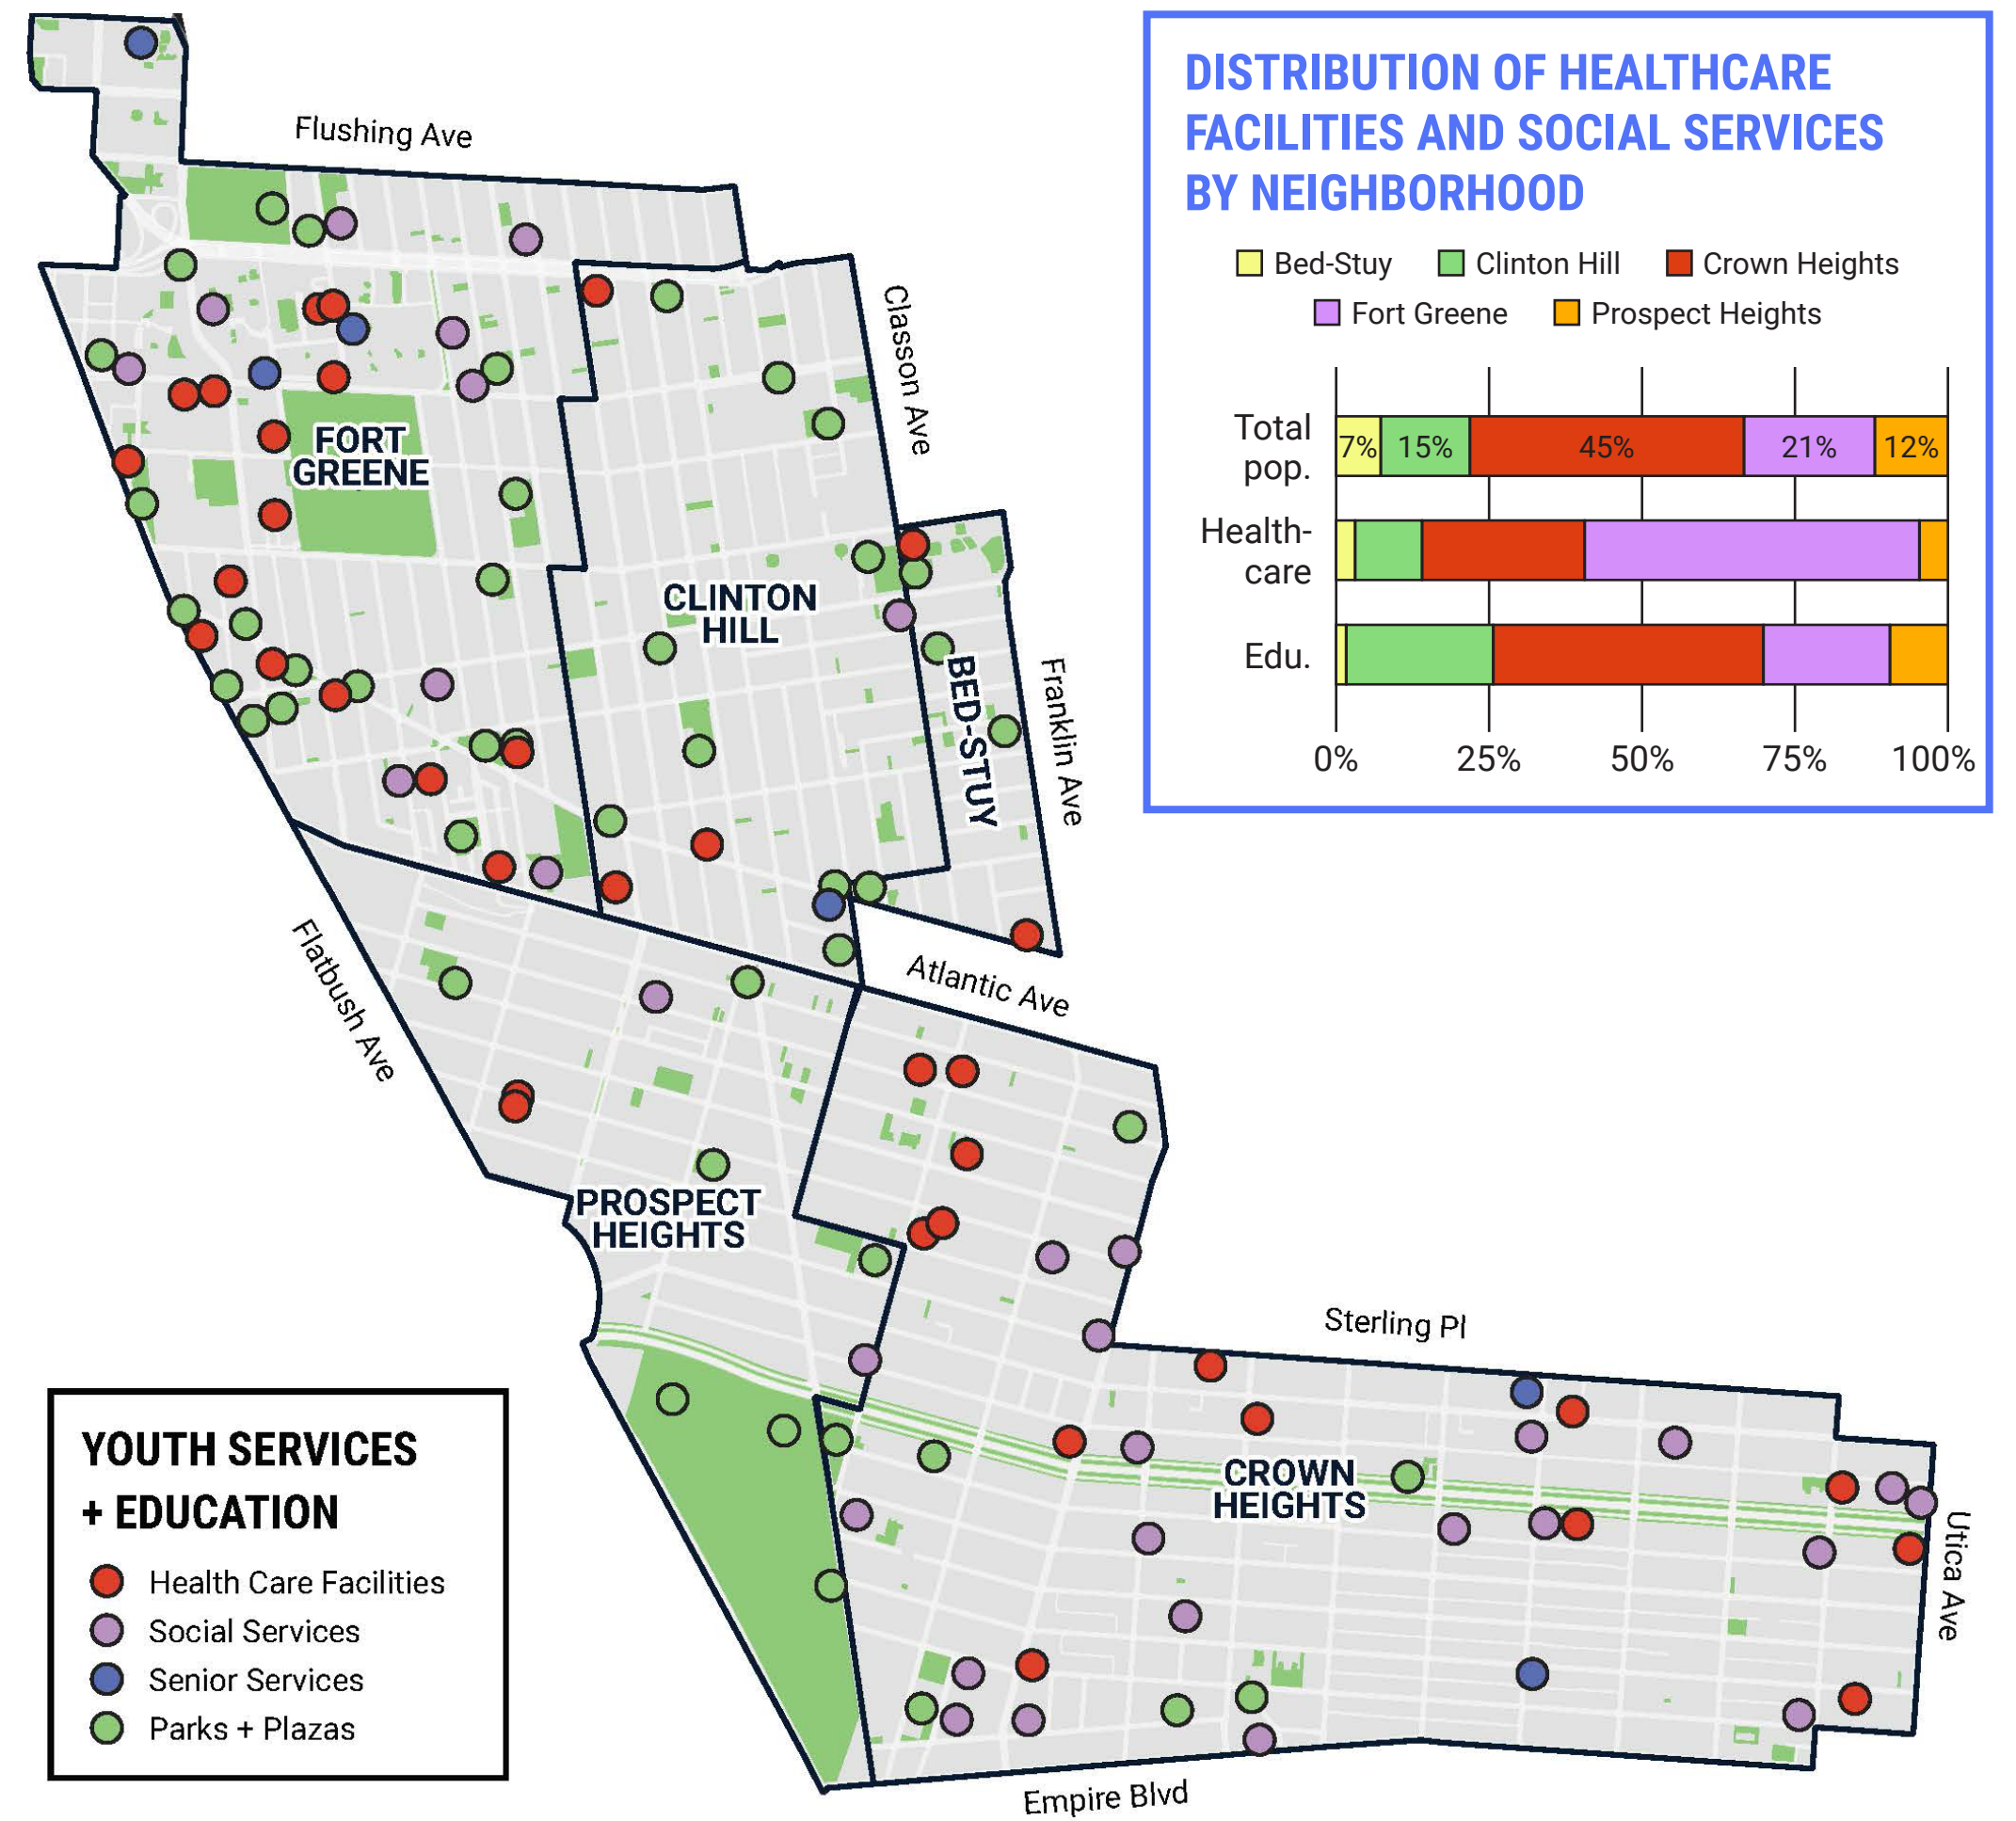 Flushing Ave
Classon Ave
FORT
GREENE
CLINTON
HILL
BED-STUY
Franklin Ave
Flatbush Ave
Atlantic Ave
PROSPECT
HEIGHTS
Sterling Pl
CROWN
HEIGHTS
Utica Ave
Empire Blvd
DISTRIBUTION OF HEALTHCARE
FACILITIES AND SOCIAL SERVICES
BY NEIGHBORHOOD
Bed-Stuy Clinton Hill Crown Heights
Fort Greene Prospect Heights
Total
pop.
7% 15% 45% 21% 12%
Health-
care
Edu.
0% 25% 50% 75% 100%
YOUTH SERVICES
+ EDUCATION
Health Care Facilities
Social Services
Senior Services
Parks + Plazas